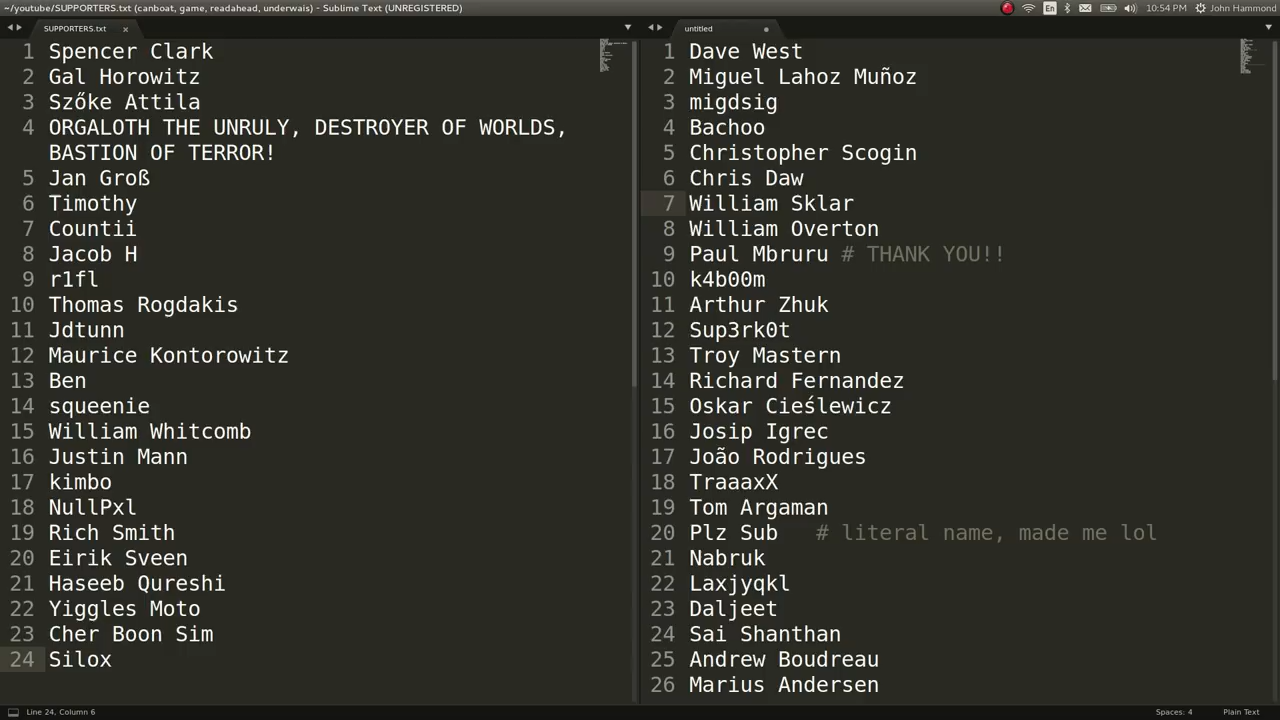 ~/youtube/SUPPORTERS.txt (canboat, game, readahead, underwais) - Sublime Text (UNREGISTERED)
En 10:54 PM John Hammond
SUPPORTERS.txt
1 Spencer Clark
2 Gal Horowitz
3 Szőke Attila
4 ORGALOTH THE UNRULY, DESTROYER OF WORLDS,
BASTION OF TERROR!
5 Jan Groß
6 Timothy
7 Countii
8 Jacob H
9 r1fl
10 Thomas Rogdakis
11 Jdtunn
12 Maurice Kontorowitz
13 Ben
14 squeenie
15 William Whitcomb
16 Justin Mann
17 kimbo
18 NullPxl
19 Rich Smith
20 Eirik Sveen
21 Haseeb Qureshi
22 Yiggles Moto
23 Cher Boon Sim
24 Silox
untitled
1 Dave West
2 Miguel Lahoz Muñoz
3 migdsig
4 Bachoo
5 Christopher Scogin
6 Chris Daw
7 William Sklar
8 William Overton
9 Paul Mbruru # THANK YOU!!
10 k4b00m
11 Arthur Zhuk
12 Sup3rk0t
13 Troy Mastern
14 Richard Fernandez
15 Oskar Cieślewicz
16 Josip Igrec
17 João Rodrigues
18 TraaaxX
19 Tom Argaman
20 Plz Sub # literal name, made me lol
21 Nabruk
22 Laxjyqkl
23 Daljeet
24 Sai Shanthan
25 Andrew Boudreau
26 Marius Andersen
Line 24, Column 6
Spaces: 4 Plain Text